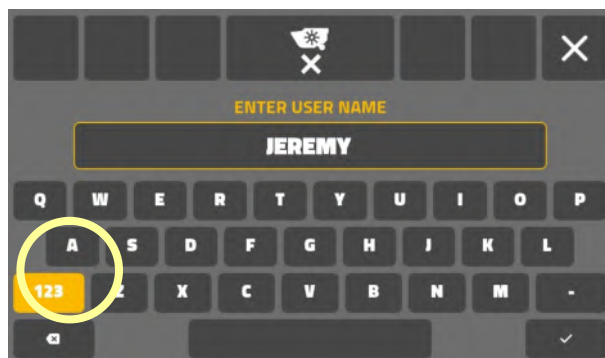 ENTER USER NAME
JEREMY
Q W E R T Y U I O P
A S D F G H J K L
123 Z X C V B N M -